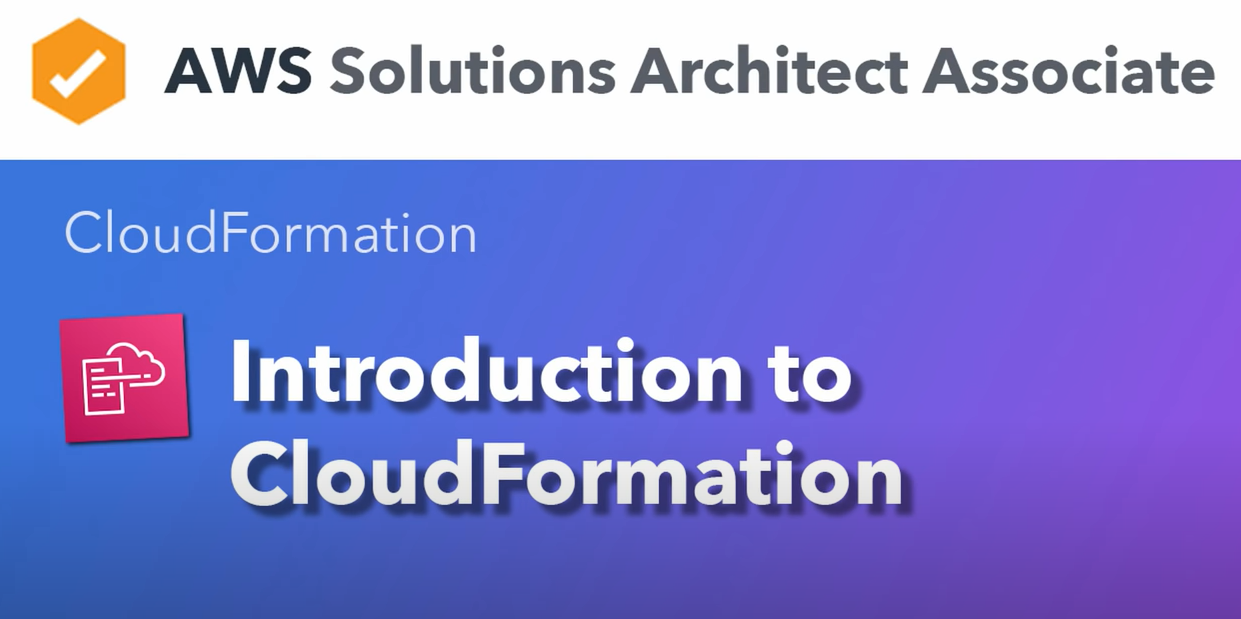 AWS Solutions Architect Associate
CloudFormation
Introduction to
CloudFormation